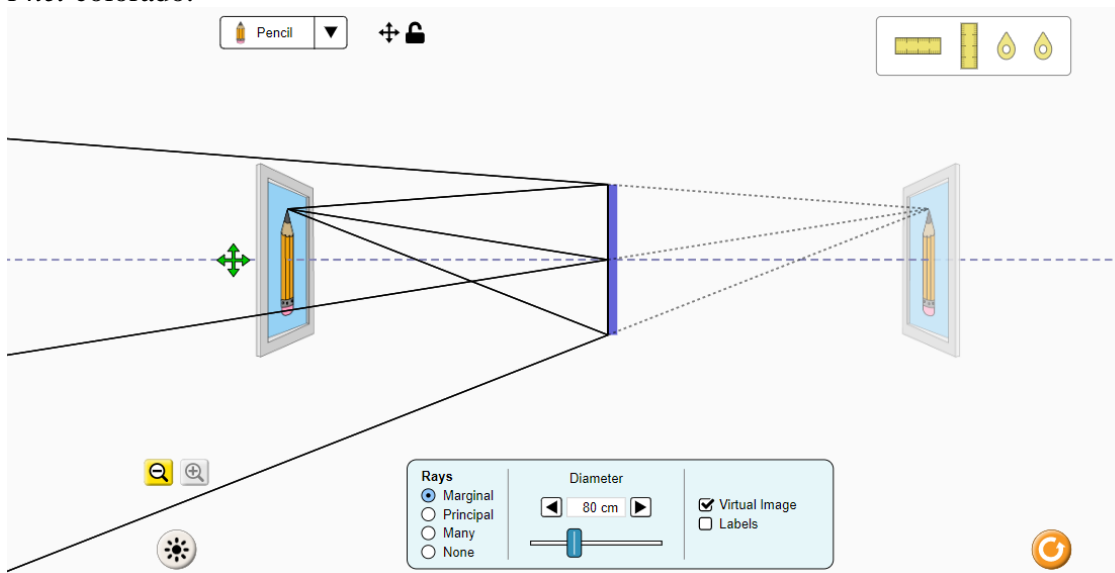 Pencil
Rays
Marginal
Principal
Many
None
Diameter
80 cm
Virtual Image
Labels